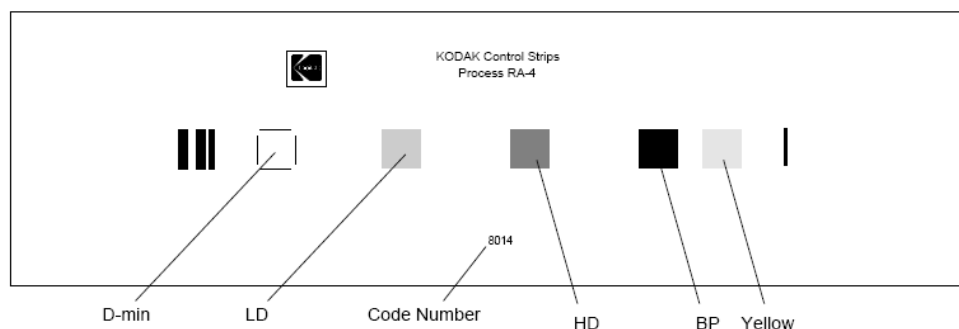 KODAK Control Strips
Process RA-4
8014
D-min
LD
Code Number
HD
BP
Yellow